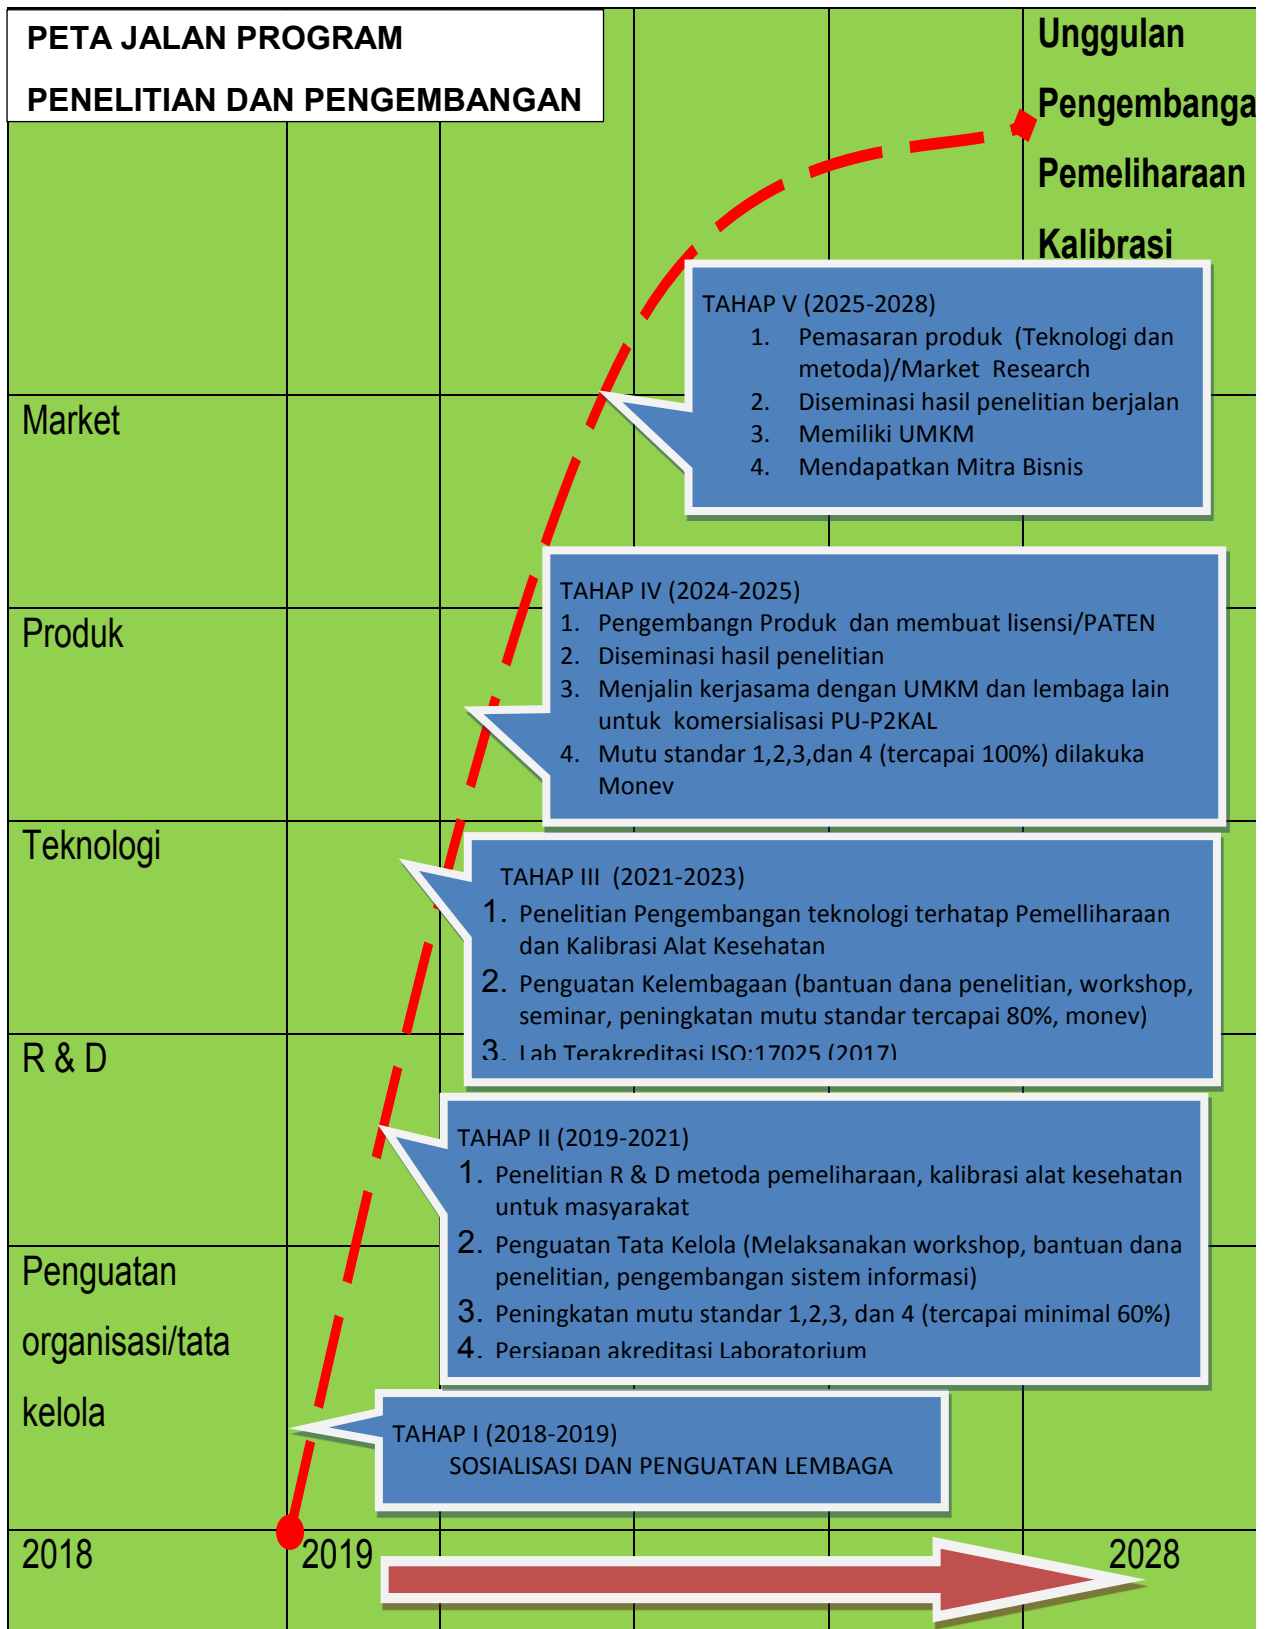 PETA JALAN PROGRAM
PENELITIAN DAN PENGEMBANGAN
Unggulan
Pengembanga
Pemeliharaan
Kalibrasi
TAHAP V (2025-2028)
1. Pemasaran produk (Teknologi dan
metoda)/Market Research
2. Diseminasi hasil penelitian berjalan
3. Memiliki UMKM
4. Mendapatkan Mitra Bisnis
Market
TAHAP IV (2024-2025)
1. Pengembangn Produk dan membuat lisensi/PATEN
2. Diseminasi hasil penelitian
3. Menjalin kerjasama dengan UMKM dan lembaga lain
untuk komersialisasi PU-P2KAL
4. Mutu standar 1,2,3,dan 4 (tercapai 100%) dilakuka
Monev
Produk
Teknologi
TAHAP III (2021-2023)
1. Penelitian Pengembangan teknologi terhatap Pemelliharaan
dan Kalibrasi Alat Kesehatan
2. Penguatan Kelembagaan (bantuan dana penelitian, workshop,
seminar, peningkatan mutu standar tercapai 80%, monev)
3. Lab Terakreditasi ISO:17025 (2017)
R & D
TAHAP II (2019-2021)
1. Penelitian R & D metoda pemeliharaan, kalibrasi alat kesehatan
untuk masyarakat
2. Penguatan Tata Kelola (Melaksanakan workshop, bantuan dana
penelitian, pengembangan sistem informasi)
3. Peningkatan mutu standar 1,2,3, dan 4 (tercapai minimal 60%)
4. Persiapan akreditasi Laboratorium
Penguatan
organisasi/tata
kelola
TAHAP I (2018-2019)
SOSIALISASI DAN PENGUATAN LEMBAGA
2018
2019
2028